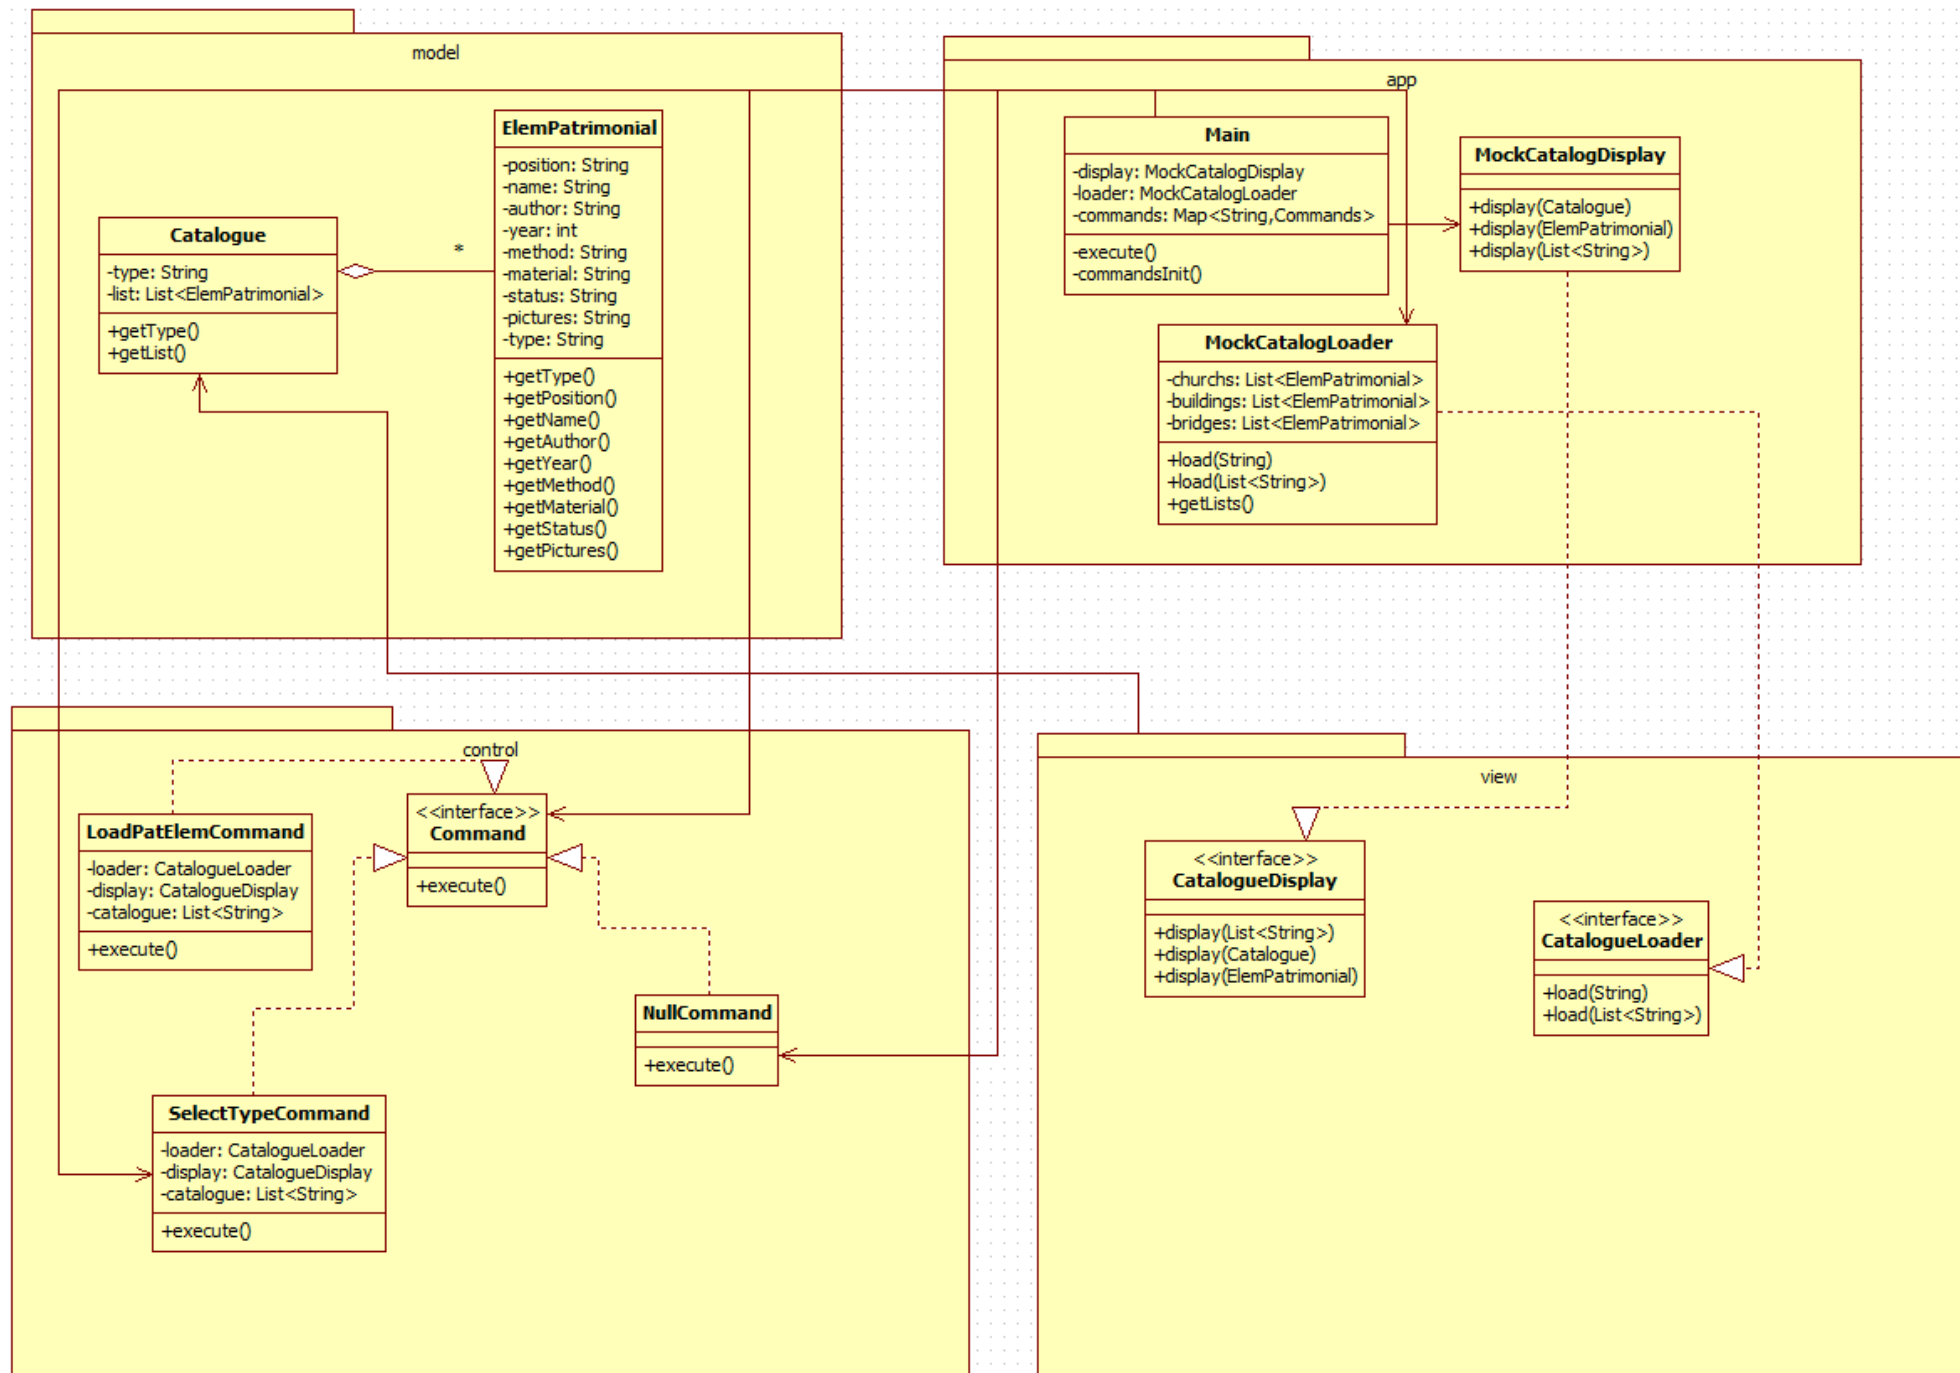 model
Catalogue
-type: String
-list: List<ElemPatrimonial>
+getType()
+getList()
*
ElemPatrimonial
-position: String
-name: String
-author: String
-year: int
-method: String
-material: String
-status: String
-pictures: String
-type: String
+getType()
+getPosition()
+getName()
+getAuthor()
+getYear()
+getMethod()
+getMaterial()
+getStatus()
+getPictures()
app
Main
-display: MockCatalogDisplay
-loader: MockCatalogLoader
-commands: Map<String,Commands>
-execute()
-commandsInit()
MockCatalogDisplay
+display(Catalogue)
+display(ElemPatrimonial)
+display(List<String>)
MockCatalogLoader
-churchs: List<ElemPatrimonial>
-buildings: List<ElemPatrimonial>
-bridges: List<ElemPatrimonial>
+load(String)
+load(List<String>)
+getLists()
control
LoadPatElemCommand
-loader: CatalogueLoader
-display: CatalogueDisplay
-catalogue: List<String>
+execute()
<<interface>>
Command
+execute()
NullCommand
+execute()
SelectTypeCommand
-loader: CatalogueLoader
-display: CatalogueDisplay
-catalogue: List<String>
+execute()
view
<<interface>>
CatalogueDisplay
+display(List<String>)
+display(Catalogue)
+display(ElemPatrimonial)
<<interface>>
CatalogueLoader
+load(String)
+load(List<String>)